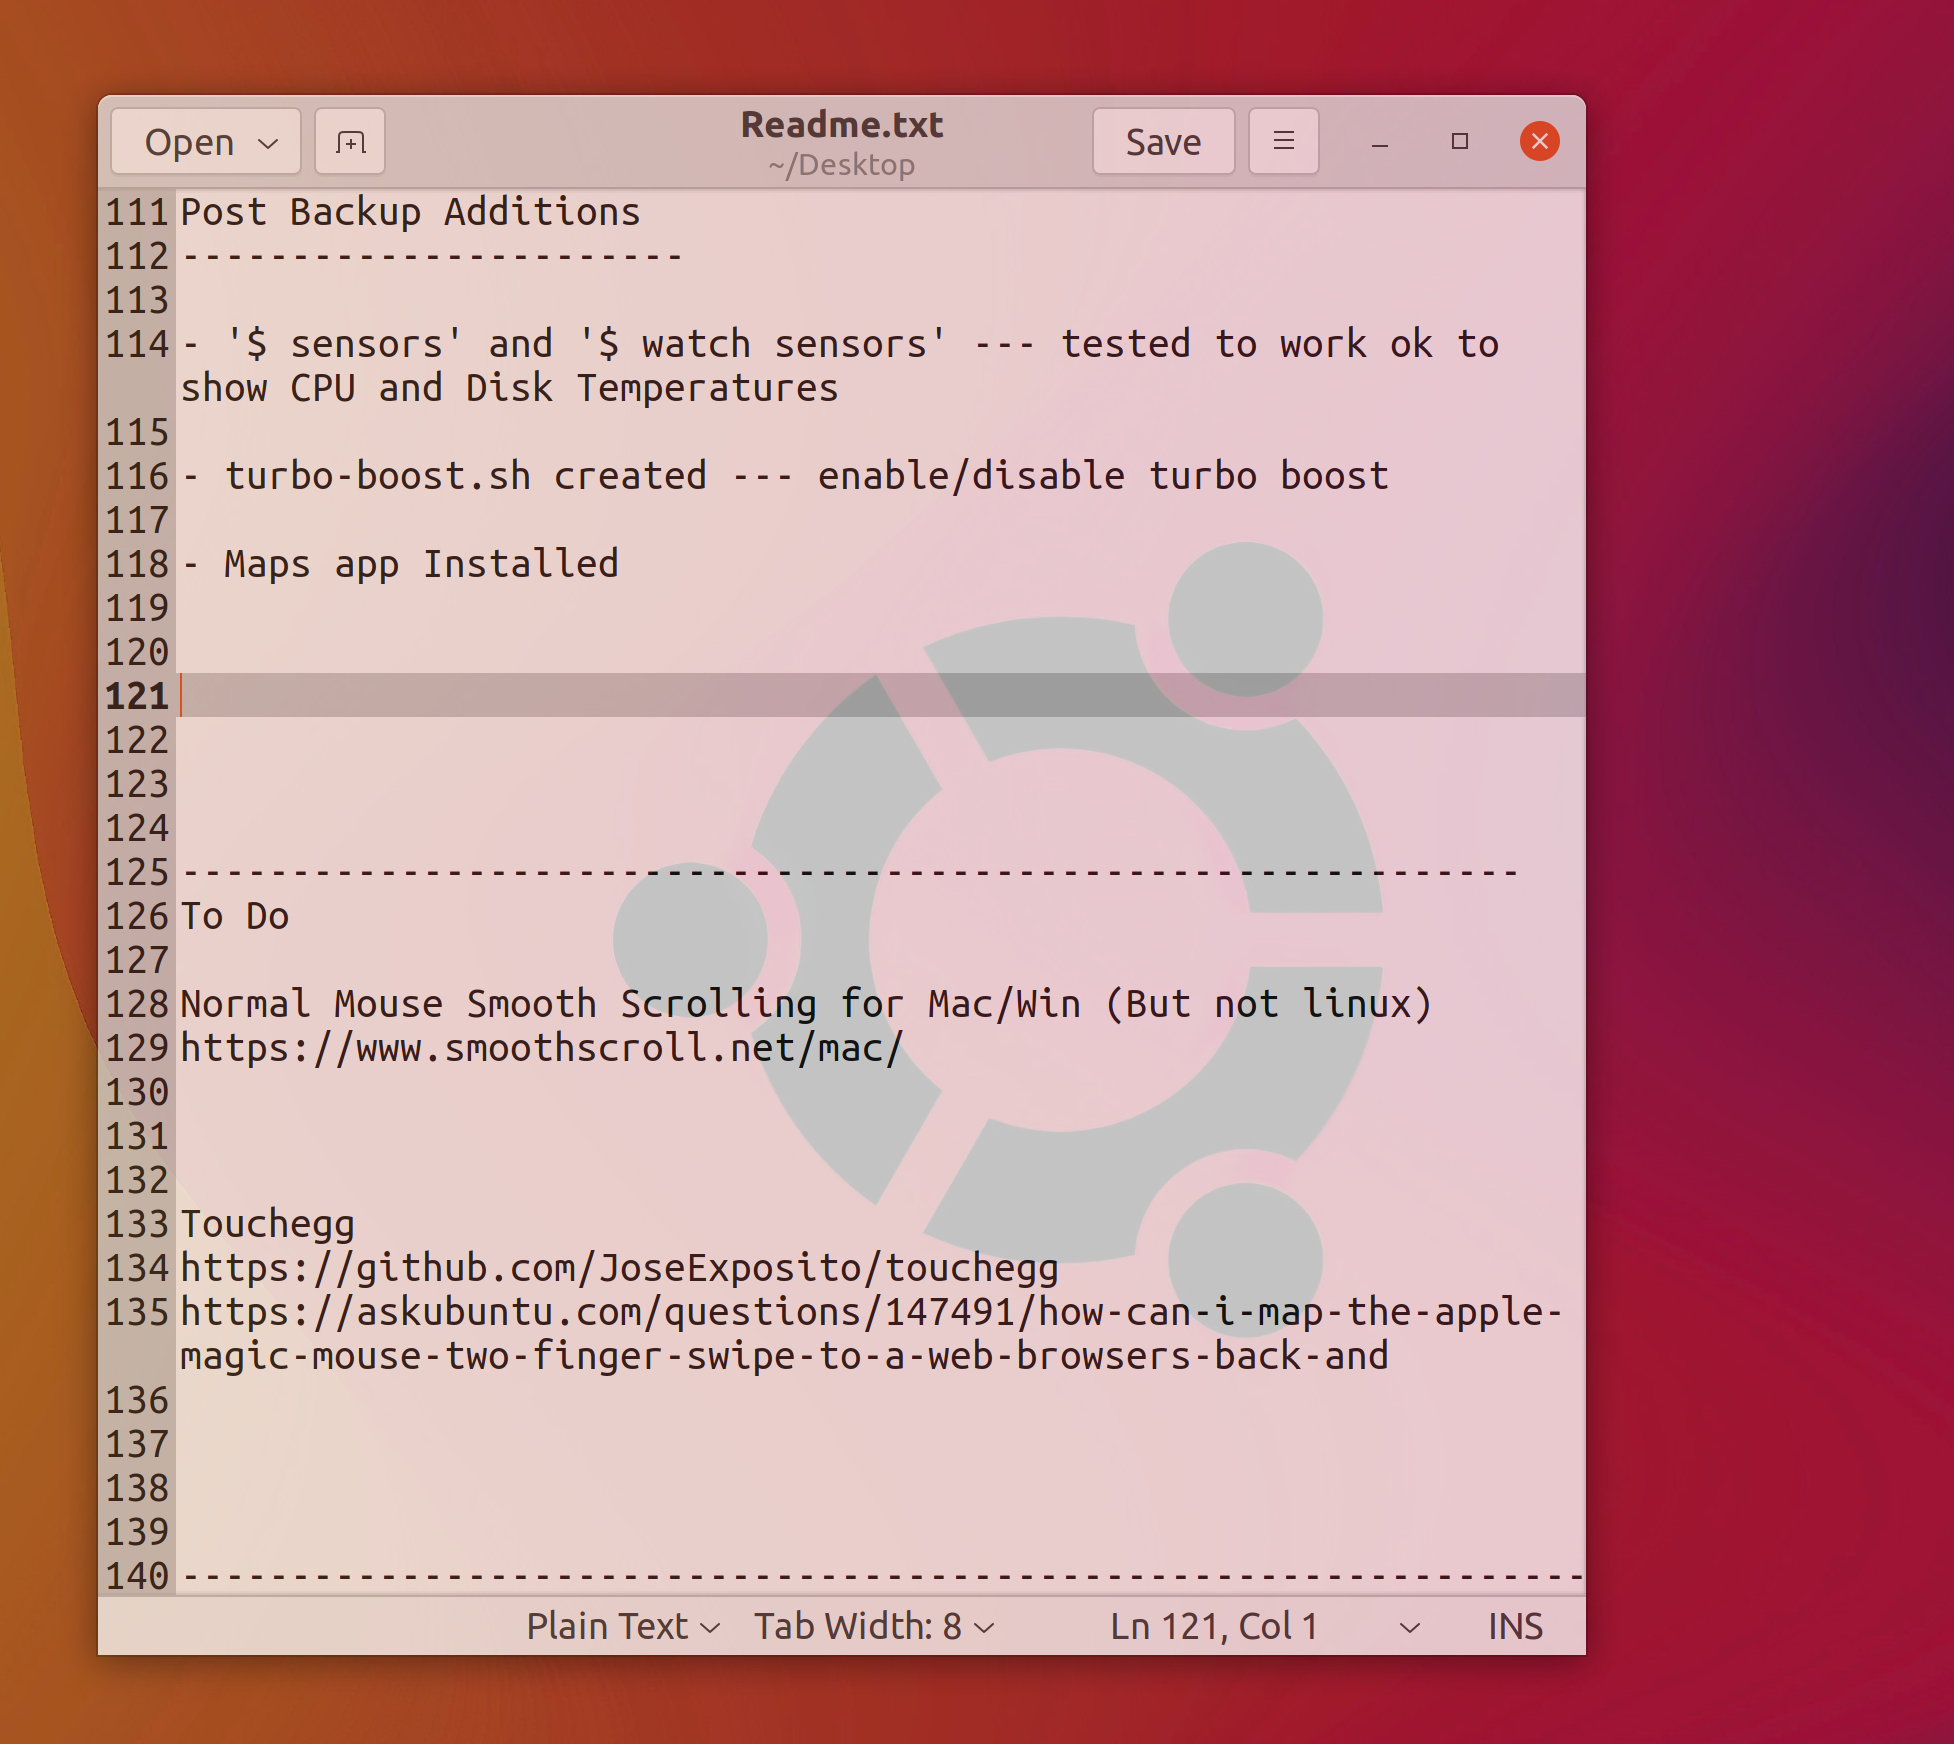 Open
Readme.txt
~/Desktop
Save
111 Post Backup Additions
112 -----------------------
113
114 - '$ sensors' and '$ watch sensors' --- tested to work ok to
show CPU and Disk Temperatures
115
116 - turbo-boost.sh created --- enable/disable turbo boost
117
118 - Maps app Installed
119
120
121
122
123
124
125 -------------------------------------------------------------
126 To Do
127
128 Normal Mouse Smooth Scrolling for Mac/Win (But not linux)
129 https://www.smoothscroll.net/mac/
130
131
132
133 Touchegg
134 https://github.com/JoseExposito/touchegg
135 https://askubuntu.com/questions/147491/how-can-i-map-the-apple-
magic-mouse-two-finger-swipe-to-a-web-browsers-back-and
136
137
138
139
140 ----------------------------------------------------------------
Plain Text Tab Width: 8 Ln 121, Col 1 INS